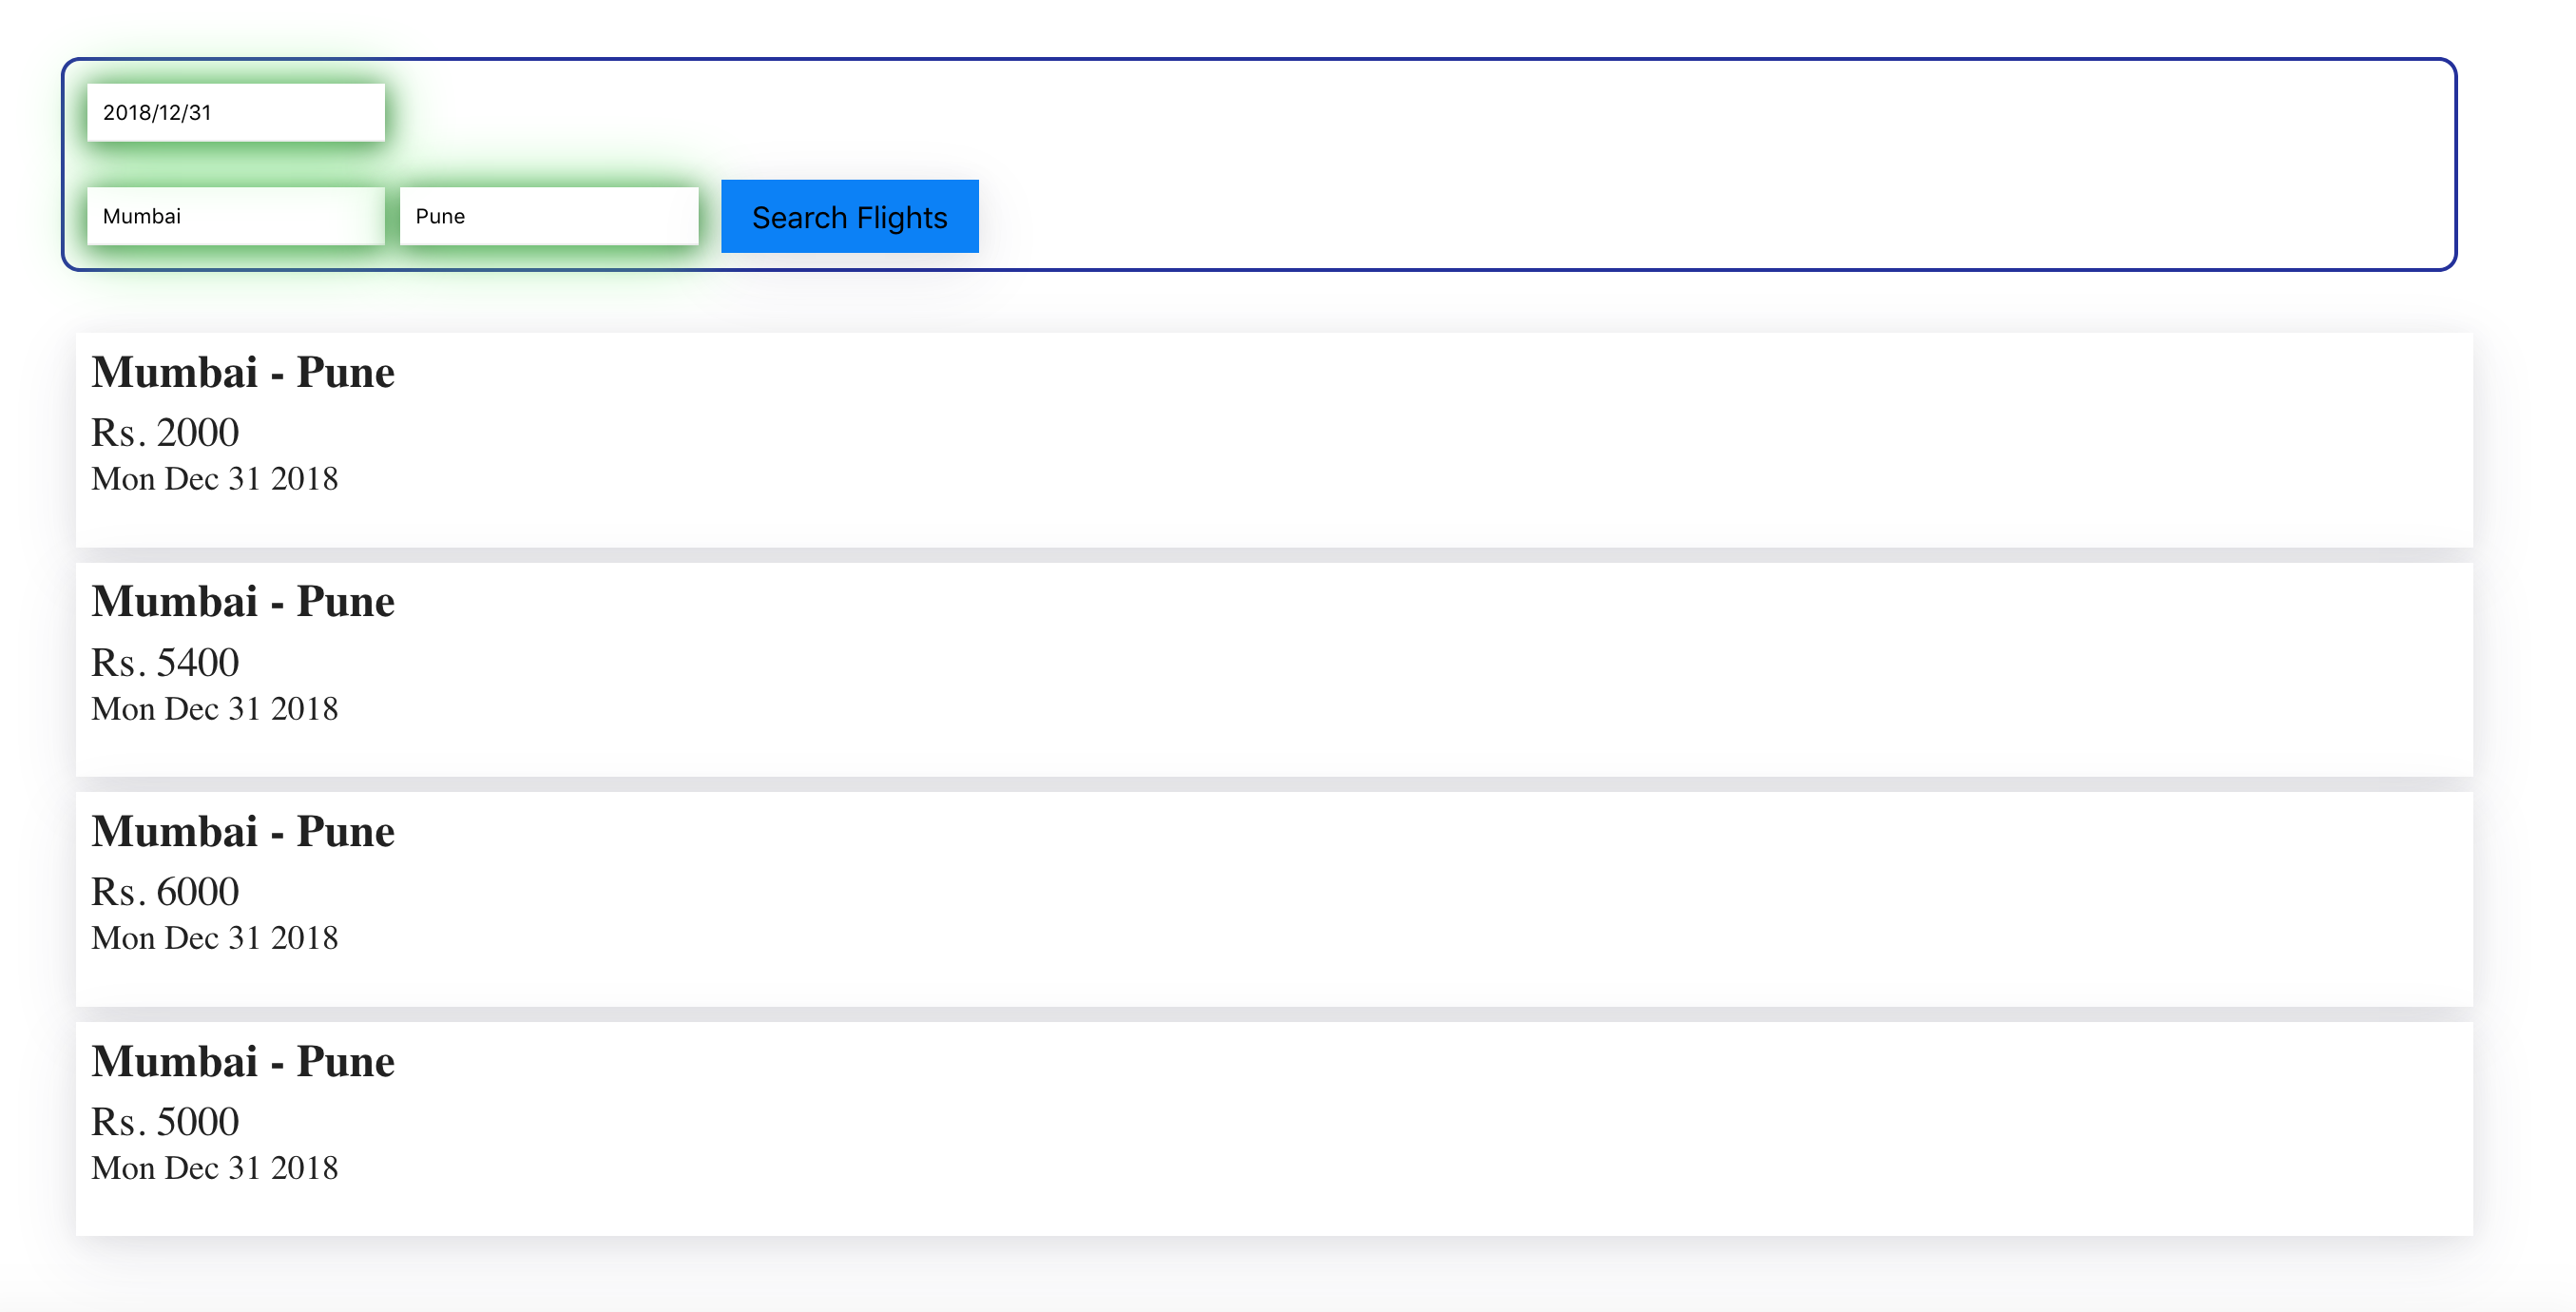 2018/12/31
Mumbai Pune Search Flights
Mumbai - Pune
Rs. 2000
Mon Dec 31 2018
Mumbai - Pune
Rs. 5400
Mon Dec 31 2018
Mumbai - Pune
Rs. 6000
Mon Dec 31 2018
Mumbai - Pune
Rs. 5000
Mon Dec 31 2018